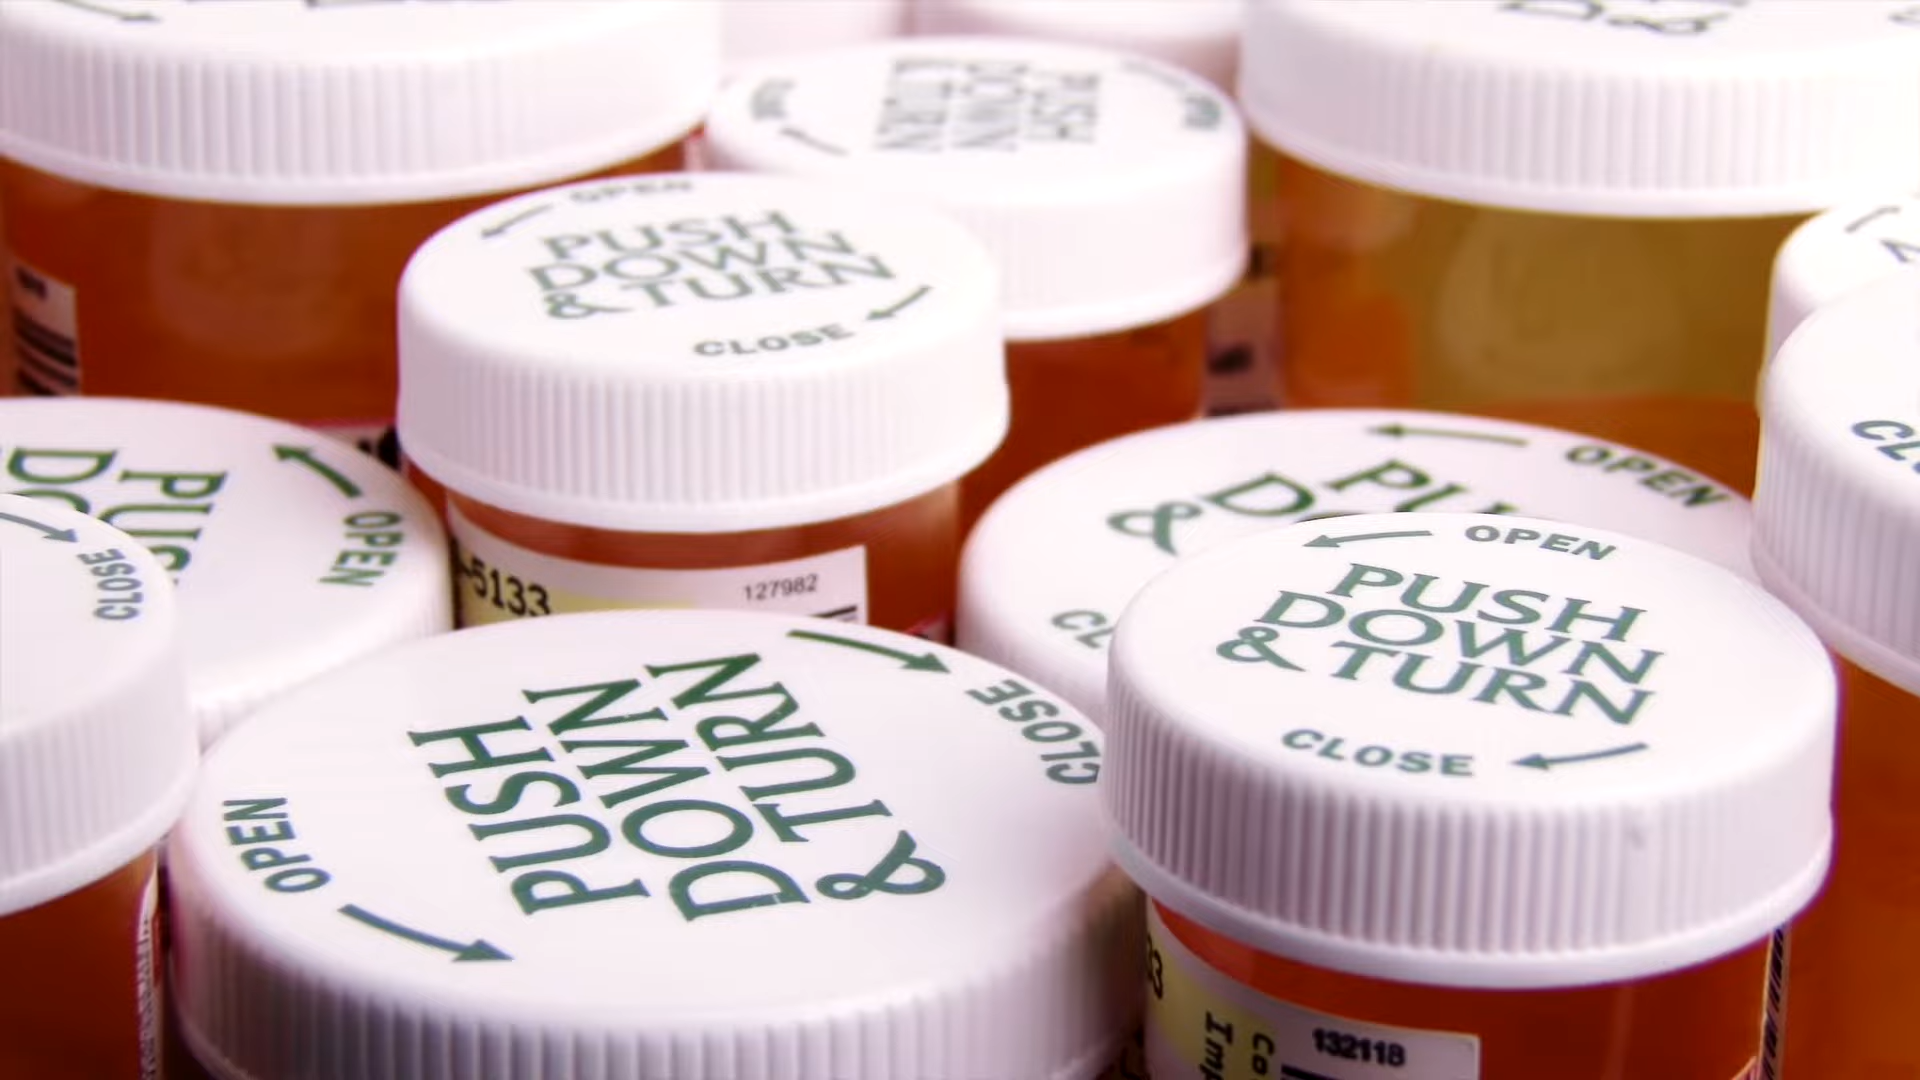 OPEN
PUSH
DOWN
& TURN
CLOSE
PUSH
DOWN
& TURN
OPEN
CLOSE
-5133
127982
OPEN
CLOSE
PUSH
DOWN
& TURN
OPEN
CLOSE
OPEN
OPEN
PUSH
DOWN
& TURN
CLOSE
132118